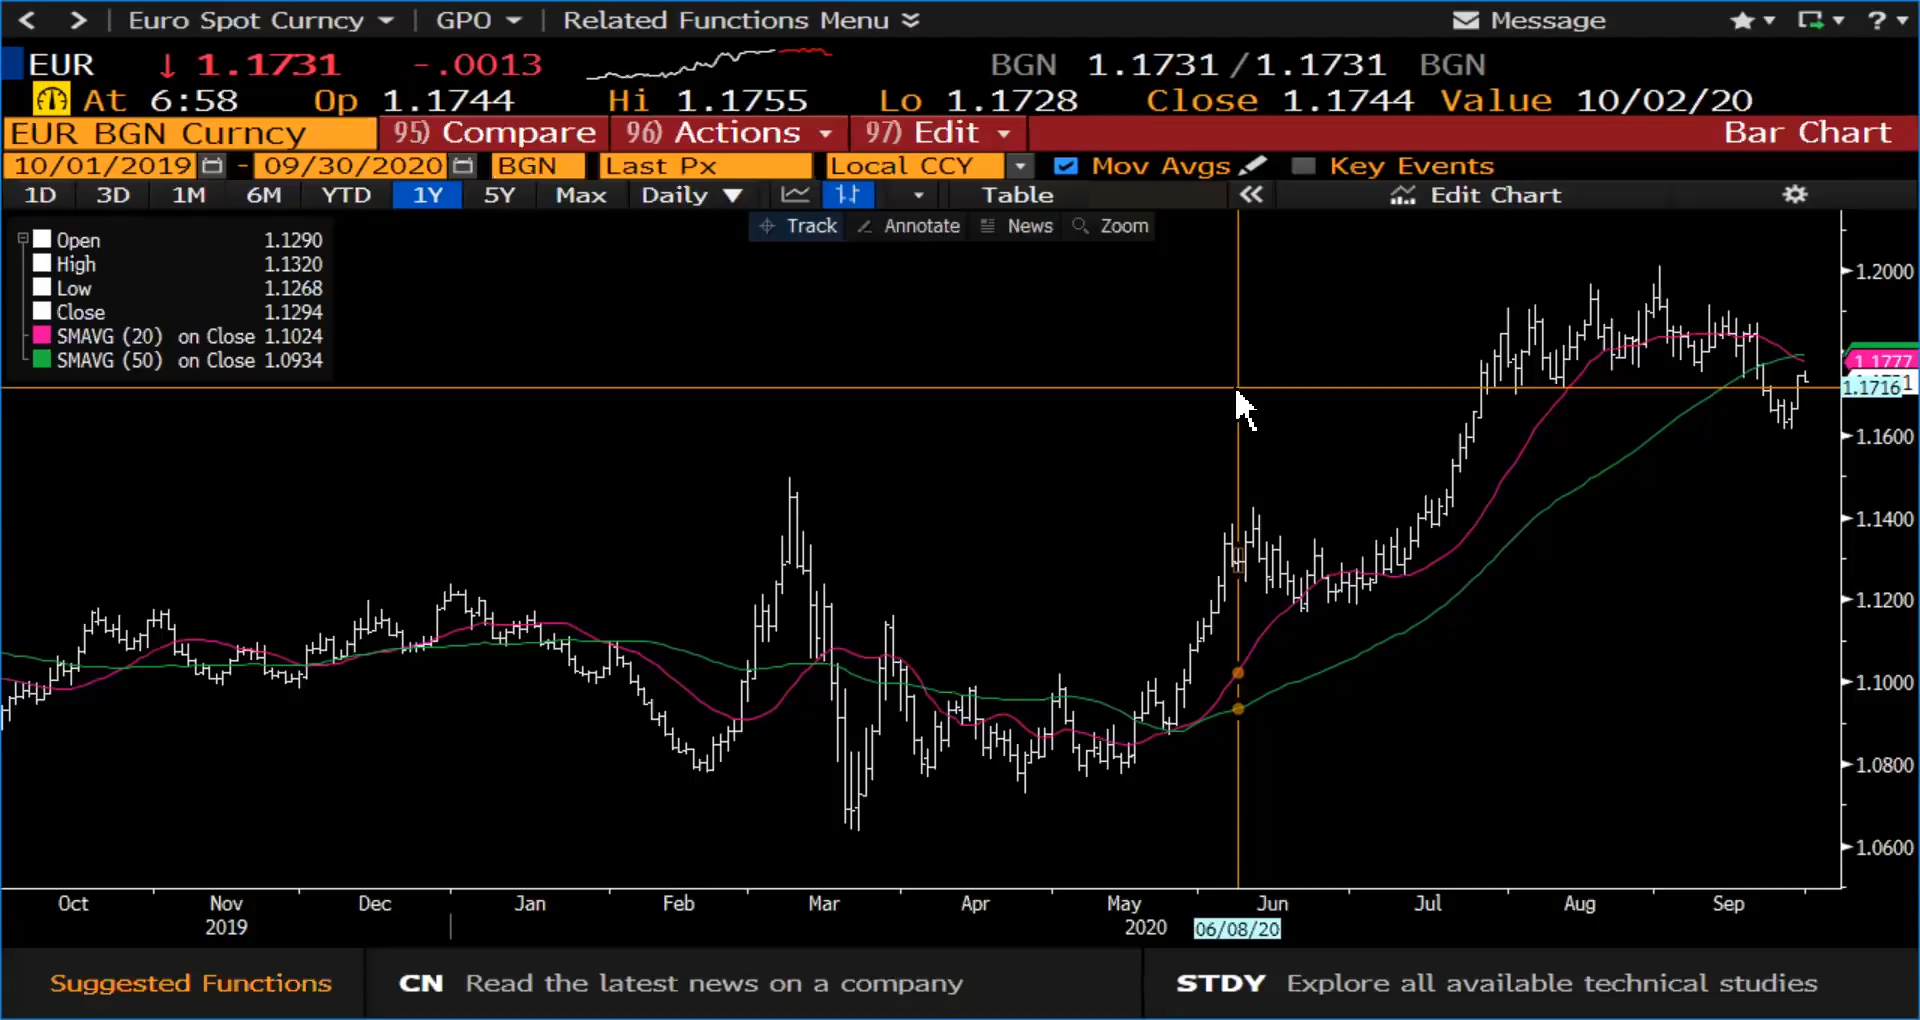 Euro Spot Curncy GPO Related Functions Menu Message ?
EUR ↓ 1.1731 -.0013 BGN 1.1731 / 1.1731 BGN
At 6:58 Op 1.1744 Hi 1.1755 Lo 1.1728 Close 1.1744 Value 10/02/20
EUR BGN Curncy 95) Compare 96) Actions 97) Edit Bar Chart
10/01/2019 - 09/30/2020 BGN Last Px Local CCY Mov Avgs Key Events
1D 3D 1M 6M YTD 1Y 5Y Max Daily Table Edit Chart
Track Annotate News Zoom
Open 1.1290
High 1.1320
Low 1.1268
Close 1.1294
SMAVG (20) on Close 1.1024
SMAVG (50) on Close 1.0934
1.2000
1.1777
1.1716
1.1600
1.1400
1.1200
1.1000
1.0800
1.0600
Oct Nov Dec Jan Feb Mar Apr May Jun Jul Aug Sep
2019 2020 06/08/20
Suggested Functions CN Read the latest news on a company STDY Explore all available technical studies